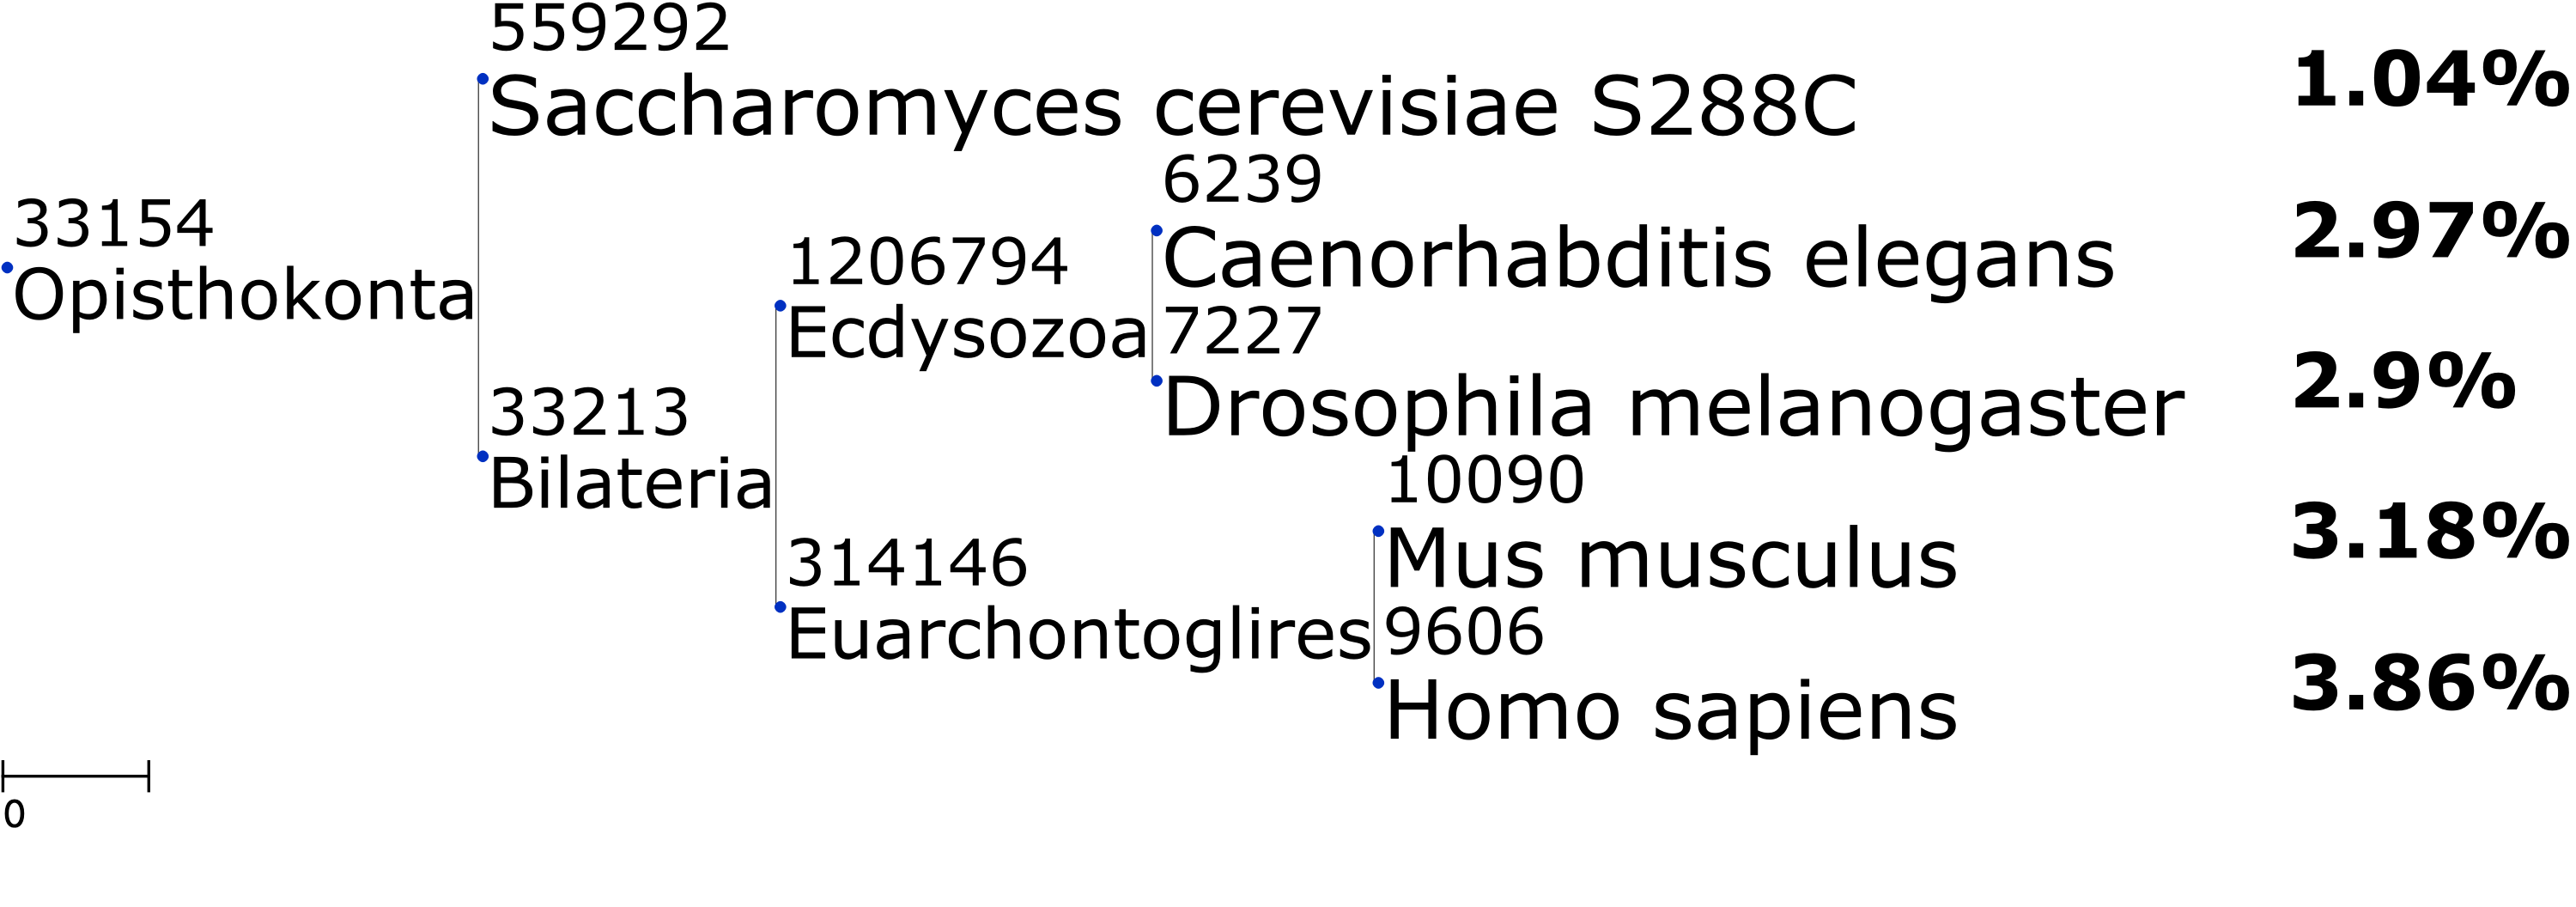 559292
Saccharomyces cerevisiae S288C
1.04%
6239
Caenorhabditis elegans
2.97%
33154
Opisthokonta
1206794
Ecdysozoa
7227
Drosophila melanogaster
2.9%
33213
Bilateria
10090
Mus musculus
3.18%
314146
Euarchontoglires
9606
Homo sapiens
3.86%
0